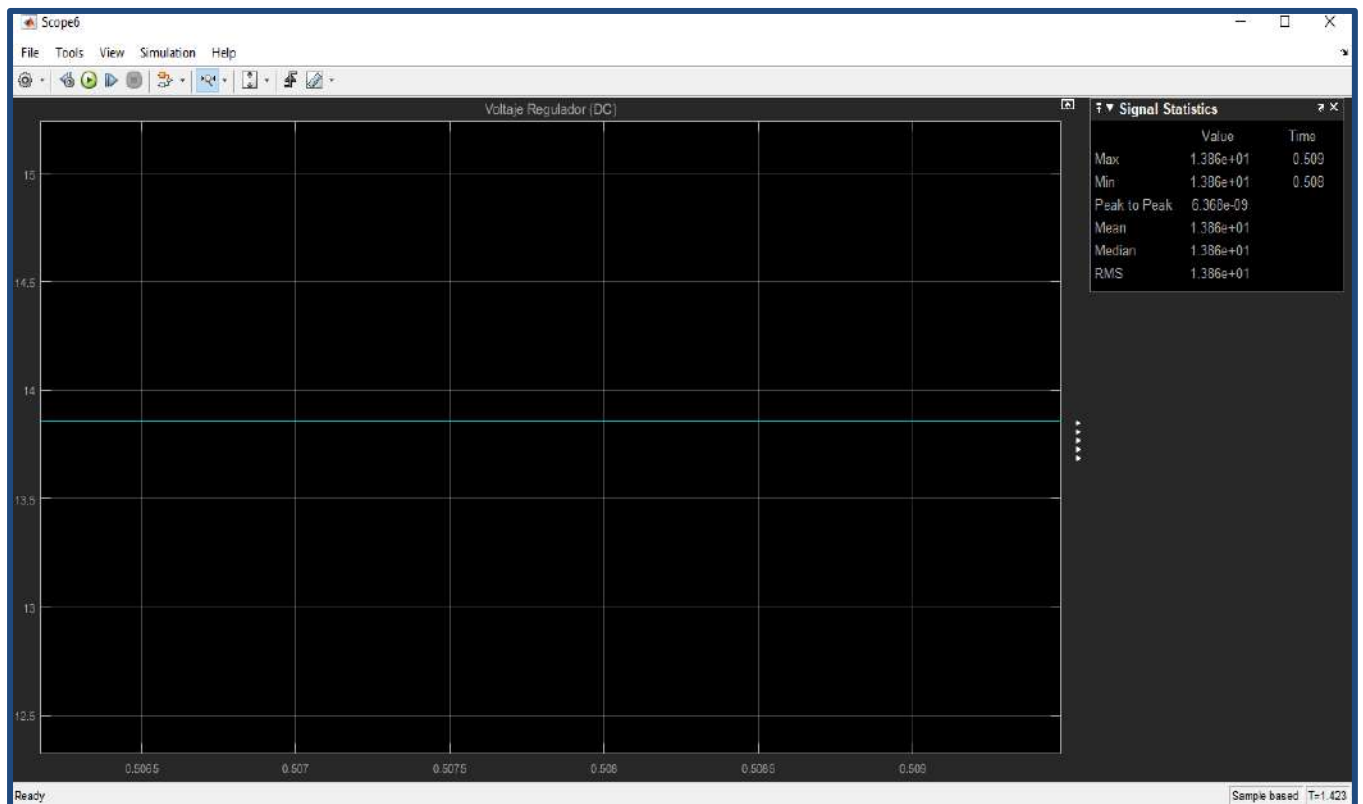 Scope6
File Tools View Simulation Help
Voltaje Regulador (DC)
Signal Statistics
Value Time
Max 1.386e+01 0.509
Min 1.386e+01 0.508
Peak to Peak 6.368e-09
Mean 1.386e+01
Median 1.386e+01
RMS 1.386e+01
15
14.5
14
13.5
13
12.5
0.5065 0.507 0.5075 0.508 0.5085 0.509
Ready Sample based T=1.423